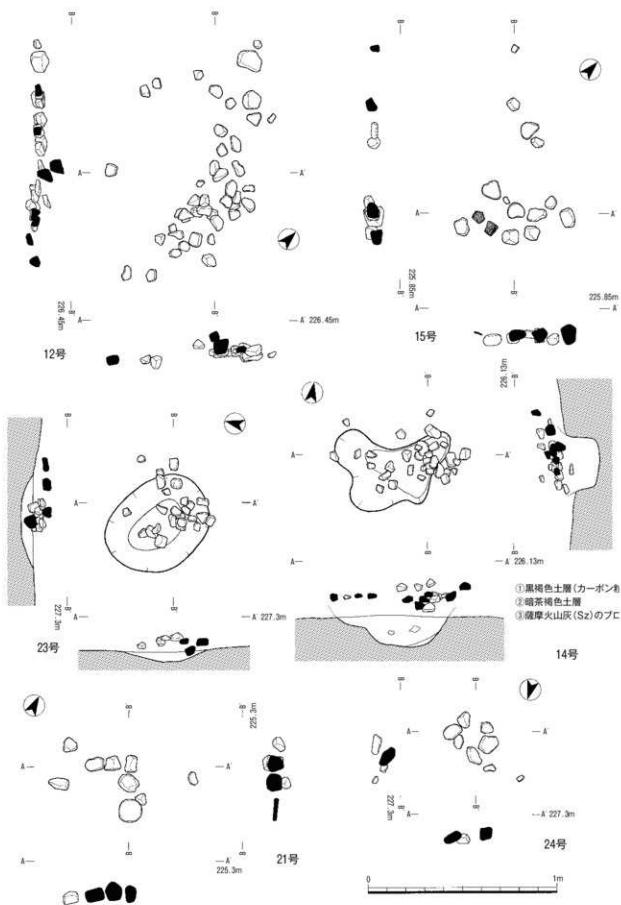 B
B
A
A'
B'
B'
226.45m
A
A' 226.45m
12号
B
B
A
A'
B'
B'
225.85m
225.85m
A
A'
15号
B
B
A
A'
B'
B'
227.3m
A
A' 227.3m
23号
B
226.13m
B
A
A'
B'
B'
A
A' 226.13m
①黒褐色土層(カーボン
②暗茶褐色土層
③薩摩火山灰(Sz)のブロ
14号
B
B
225.3m
A
A'
B'
B'
A
A'
225.3m
21号
B
B
A
A'
B'
B'
227.3m
A
A' 227.3m
24号
0
1m